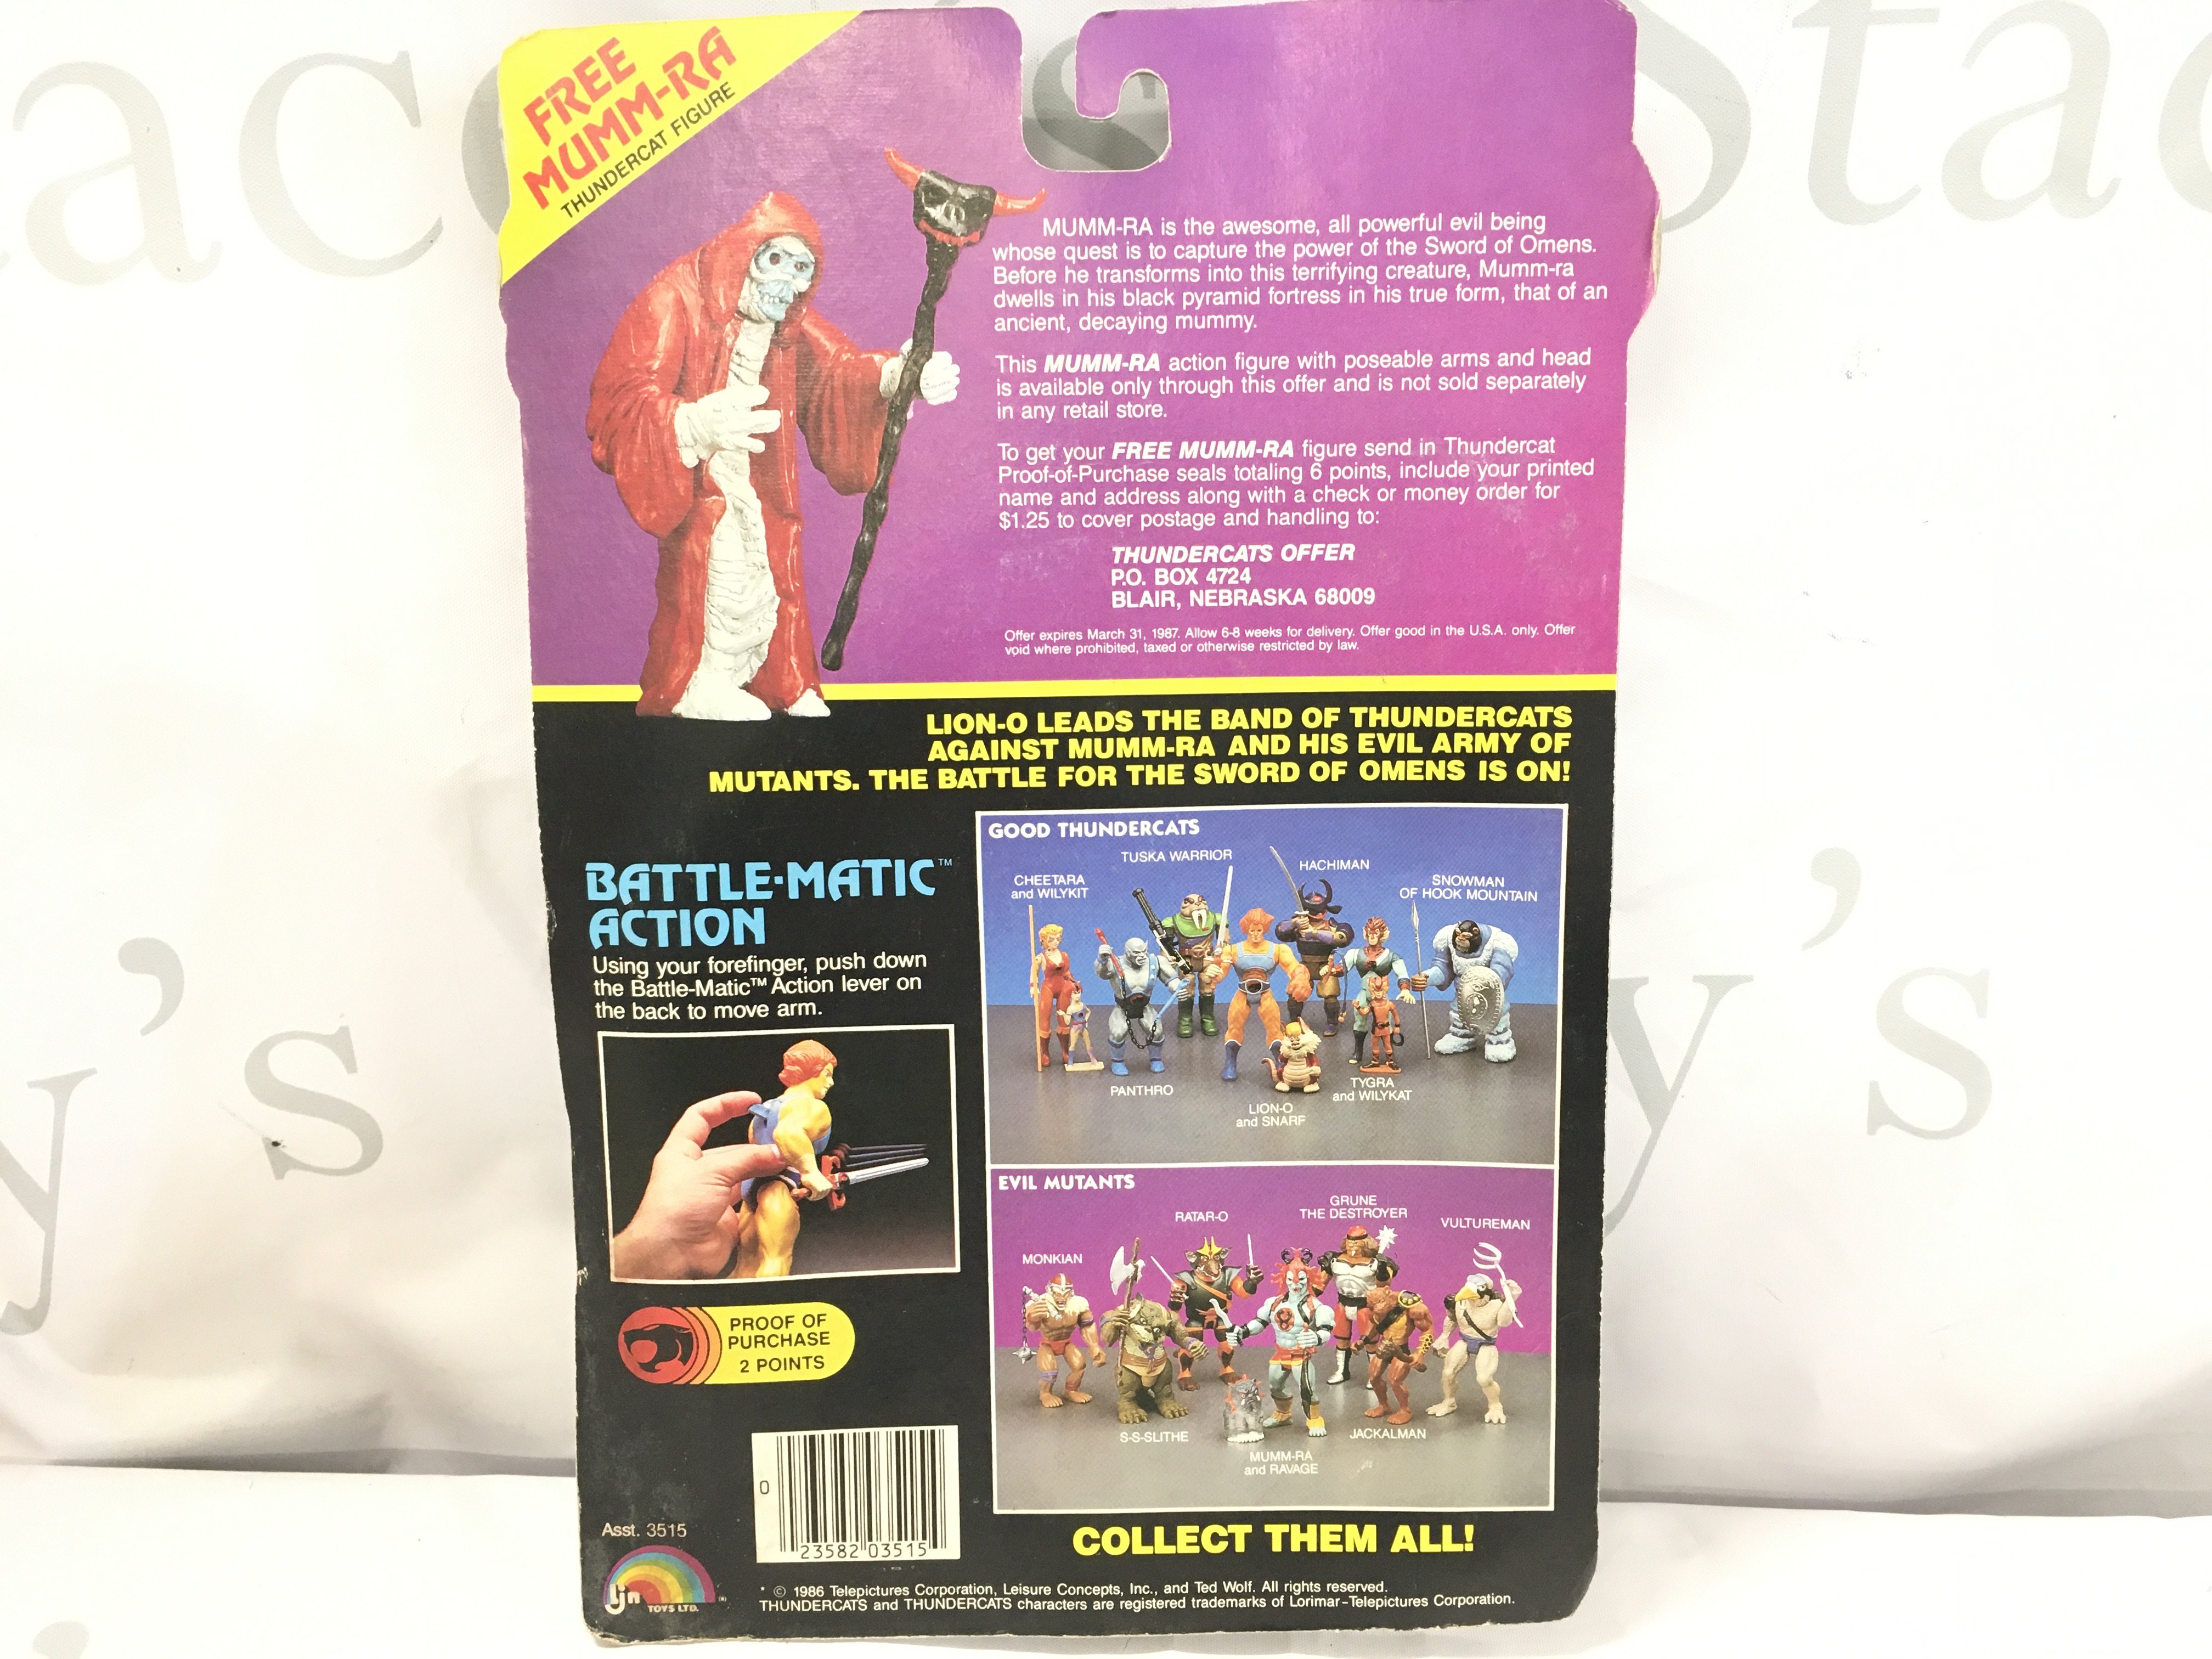 FREE
MUMM-RA
THUNDERCAT FIGURE
MUMM-RA is the awesome, all powerful evil being
whose quest is to capture the power of the Sword of Omens.
Before he transforms into this terrifying creature, Mumm-ra
dwells in his black pyramid fortress in his true form, that of an
ancient, decaying mummy.
This MUMM-RA action figure with poseable arms and head
is available only through this offer and is not sold separately
in any retail store.
To get your FREE MUMM-RA figure send in Thundercat
Proof-of-Purchase seals totaling 6 points, include your printed
name and address along with a check or money order for
$1.25 to cover postage and handling to:
THUNDERCATS OFFER
P.O. BOX 4724
BLAIR, NEBRASKA 68009
Offer expires March 31, 1987. Allow 6-8 weeks for delivery. Offer good in the U.S.A. only. Offer
void where prohibited, taxed or otherwise restricted by law.
LION-O LEADS THE BAND OF THUNDERCATS
AGAINST MUMM-RA AND HIS EVIL ARMY OF
MUTANTS. THE BATTLE FOR THE SWORD OF OMENS IS ON!
BATTLE-MATIC™
ACTION
Using your forefinger, push down
the Battle-Matic™ Action lever on
the back to move arm.
PROOF OF
PURCHASE
2 POINTS
GOOD THUNDERCATS
TUSKA WARRIOR
HACHIMAN
CHEETARA
and WILYKIT
SNOWMAN
OF HOOK MOUNTAIN
PANTHRO
TYGRA
and WILYKAT
LION-O
and SNARF
EVIL MUTANTS
GRUNE
THE DESTROYER
RATAR-O
VULTUREMAN
MONKIAN
S-S-SLITHE
JACKALMAN
MUMM-RA
and RAVAGE
COLLECT THEM ALL!
0
23582 03515
Asst. 3515
ljn
TOYS LTD. ®
* © 1986 Telepictures Corporation, Leisure Concepts, Inc., and Ted Wolf. All rights reserved.
THUNDERCATS and THUNDERCATS characters are registered trademarks of Lorimar-Telepictures Corporation.